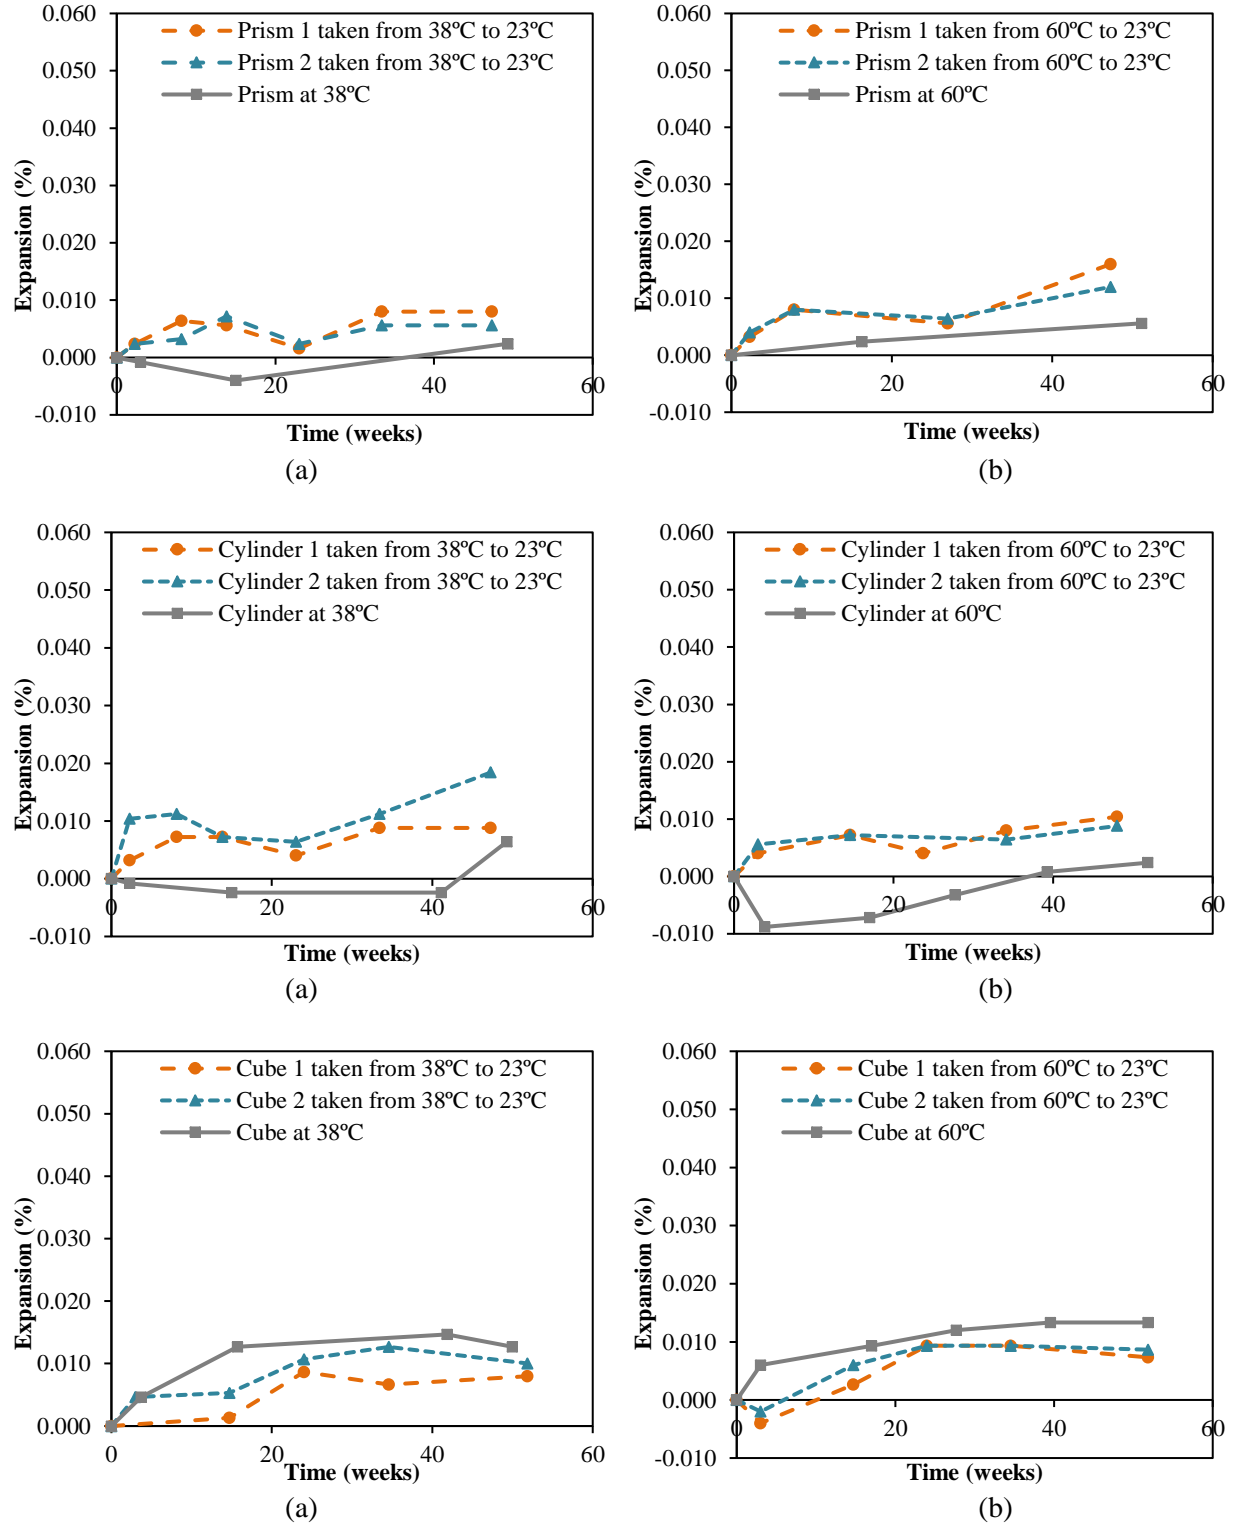 0.060
0.050
0.040
0.030
0.020
0.010
0.000
-0.010
Expansion (%)
Prism 1 taken from 38ºC to 23ºC
Prism 2 taken from 38ºC to 23ºC
Prism at 38ºC
0 20 40 60
Time (weeks)
(a)
0.060
0.050
0.040
0.030
0.020
0.010
0.000
-0.010
Expansion (%)
Prism 1 taken from 60ºC to 23ºC
Prism 2 taken from 60ºC to 23ºC
Prism at 60ºC
0 20 40 60
Time (weeks)
(b)
0.060
0.050
0.040
0.030
0.020
0.010
0.000
-0.010
Expansion (%)
Cylinder 1 taken from 38ºC to 23ºC
Cylinder 2 taken from 38ºC to 23ºC
Cylinder at 38ºC
0 20 40 60
Time (weeks)
(a)
0.060
0.050
0.040
0.030
0.020
0.010
0.000
-0.010
Expansion (%)
Cylinder 1 taken from 60ºC to 23ºC
Cylinder 2 taken from 60ºC to 23ºC
Cylinder at 60ºC
0 20 40 60
Time (weeks)
(b)
0.060
0.050
0.040
0.030
0.020
0.010
0.000
Expansion (%)
Cube 1 taken from 38ºC to 23ºC
Cube 2 taken from 38ºC to 23ºC
Cube at 38ºC
0 20 40 60
Time (weeks)
(a)
0.060
0.050
0.040
0.030
0.020
0.010
0.000
-0.010
Expansion (%)
Cube 1 taken from 60ºC to 23ºC
Cube 2 taken from 60ºC to 23ºC
Cube at 60ºC
0 20 40 60
Time (weeks)
(b)